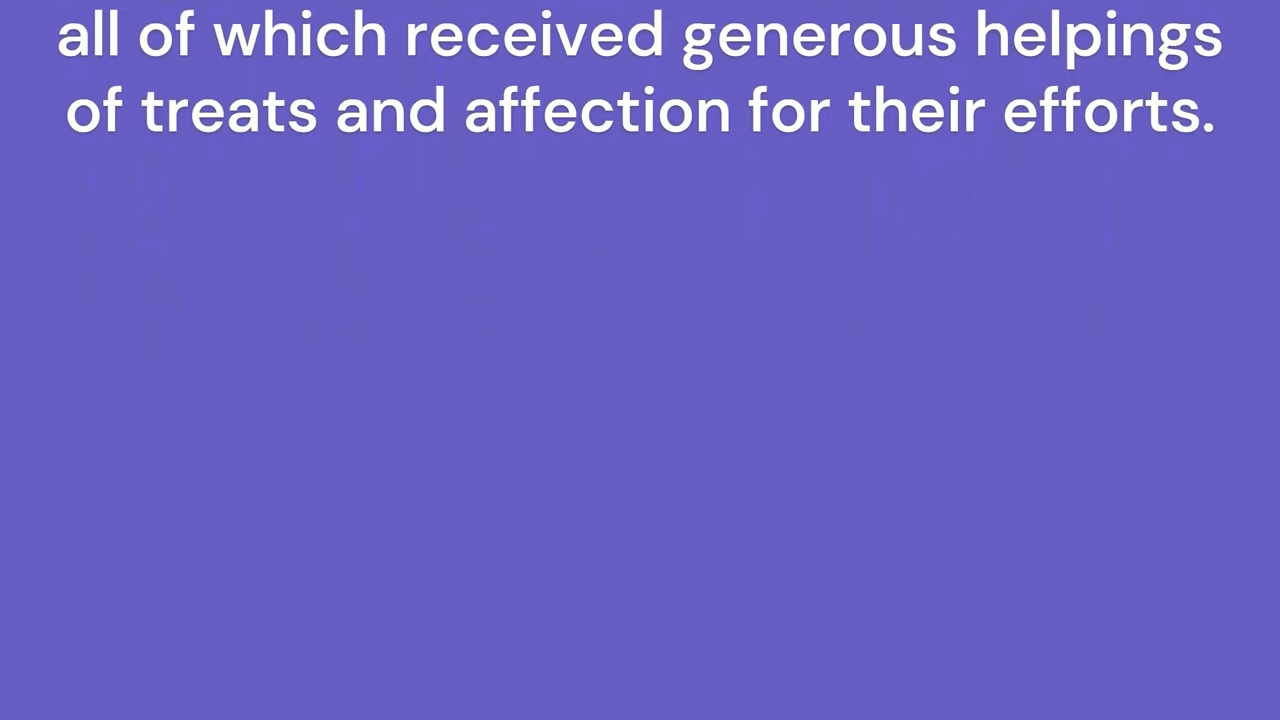 all of which received generous helpings
of treats and affection for their efforts.